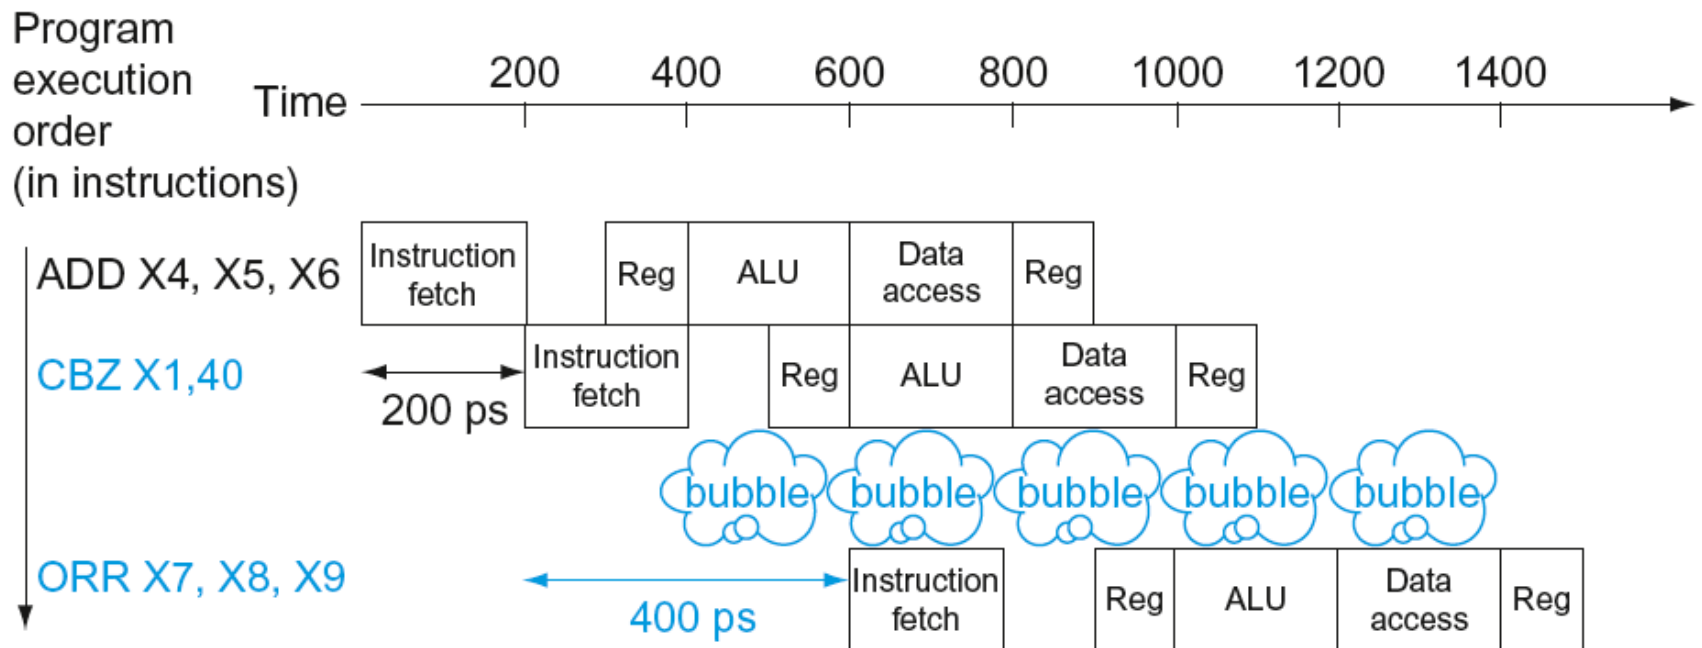 Program
execution
order
(in instructions)
Time
200 400 600 800 1000 1200 1400
ADD X4, X5, X6
Instruction
fetch
Reg
ALU
Data
access
Reg
CBZ X1,40
200 ps
Instruction
fetch
Reg
ALU
Data
access
Reg
bubble bubble bubble bubble bubble
ORR X7, X8, X9
400 ps
Instruction
fetch
Reg
ALU
Data
access
Reg